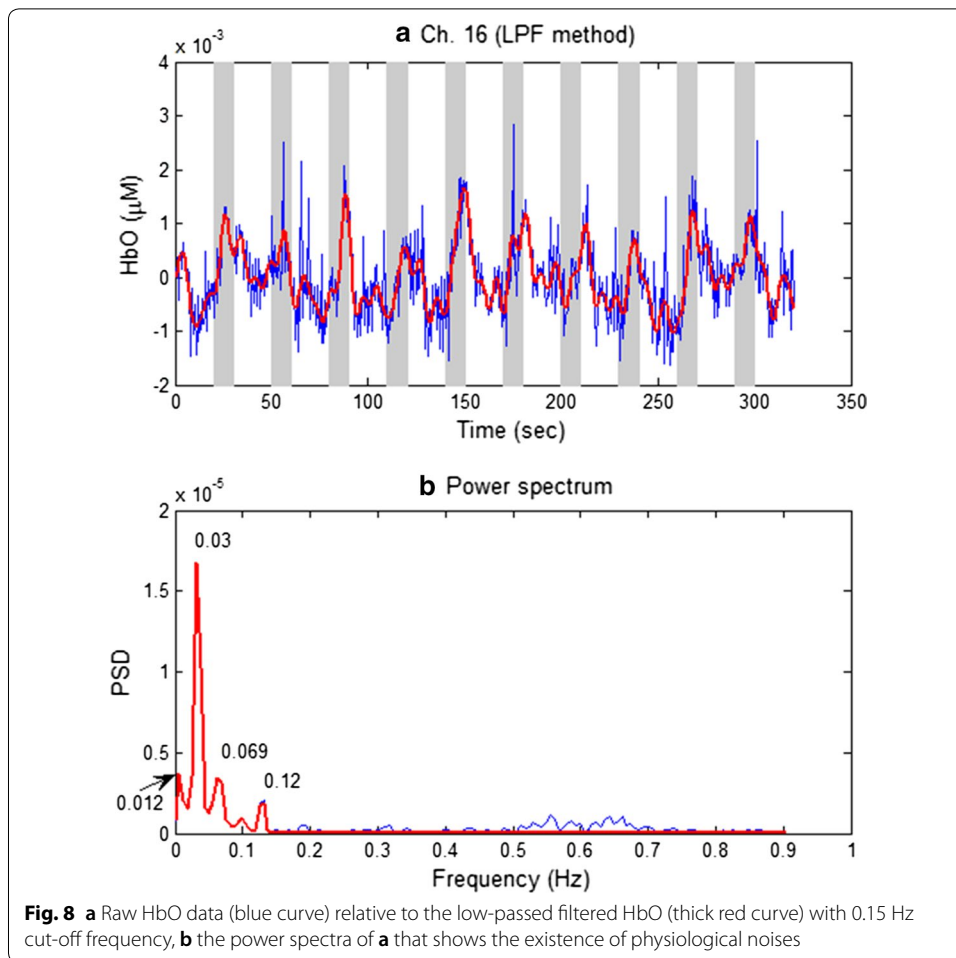 a Ch. 16 (LPF method)
x 10-3
4
3
2
1
0
-1
-2
HbO (μM)
0 50 100 150 200 250 300 350
Time (sec)
b Power spectrum
x 10-5
2
1.5
1
0.5
0
PSD
0.03
0.069
0.12
0.012
0 0.1 0.2 0.3 0.4 0.5 0.6 0.7 0.8 0.9 1
Frequency (Hz)
Fig. 8 a Raw HbO data (blue curve) relative to the low-passed filtered HbO (thick red curve) with 0.15 Hz
cut-off frequency, b the power spectra of a that shows the existence of physiological noises